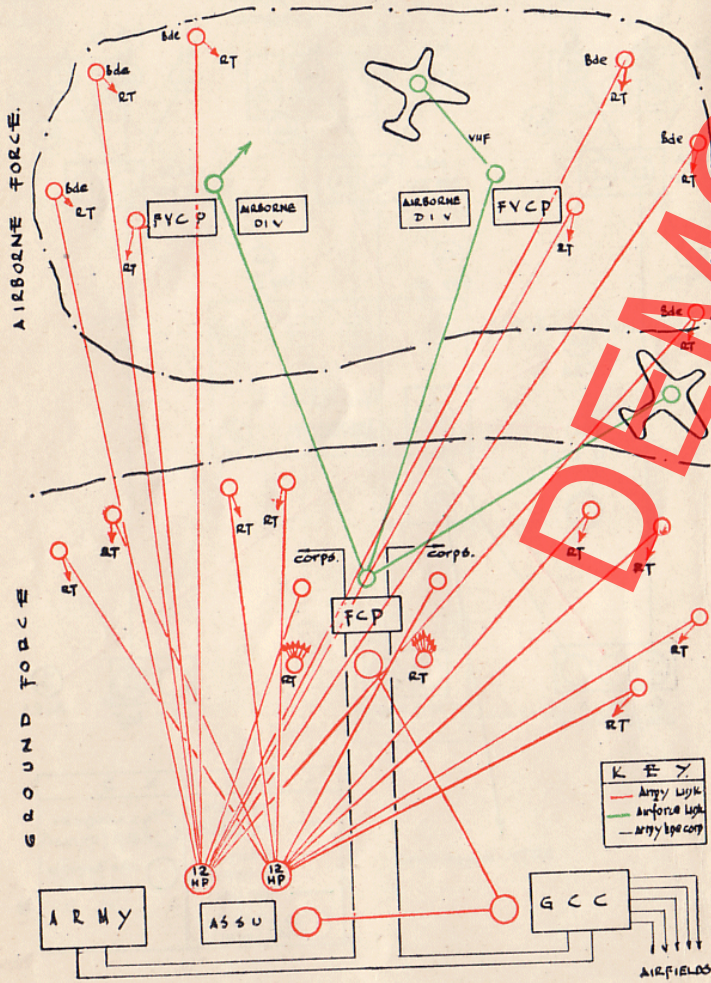 Bde
RT
Bde
RT
Bde
RT
VHF
Bde
RT
Bde
RT
FVCP
AIRBORNE
DIV
AIRBORNE
DIV
FVCP
RT
RT
AIRBORNE FORCE.
Bde
RT
DEMO
RT
RT
RT
RT
RT
RT
corps.
corps.
FCP
RT
RT
RT
RT
GROUND FORCE
KEY
Army Link
Airforce Link
12
HP
12
HP
ARMY
ASSU
GCC
AIRFIELDS